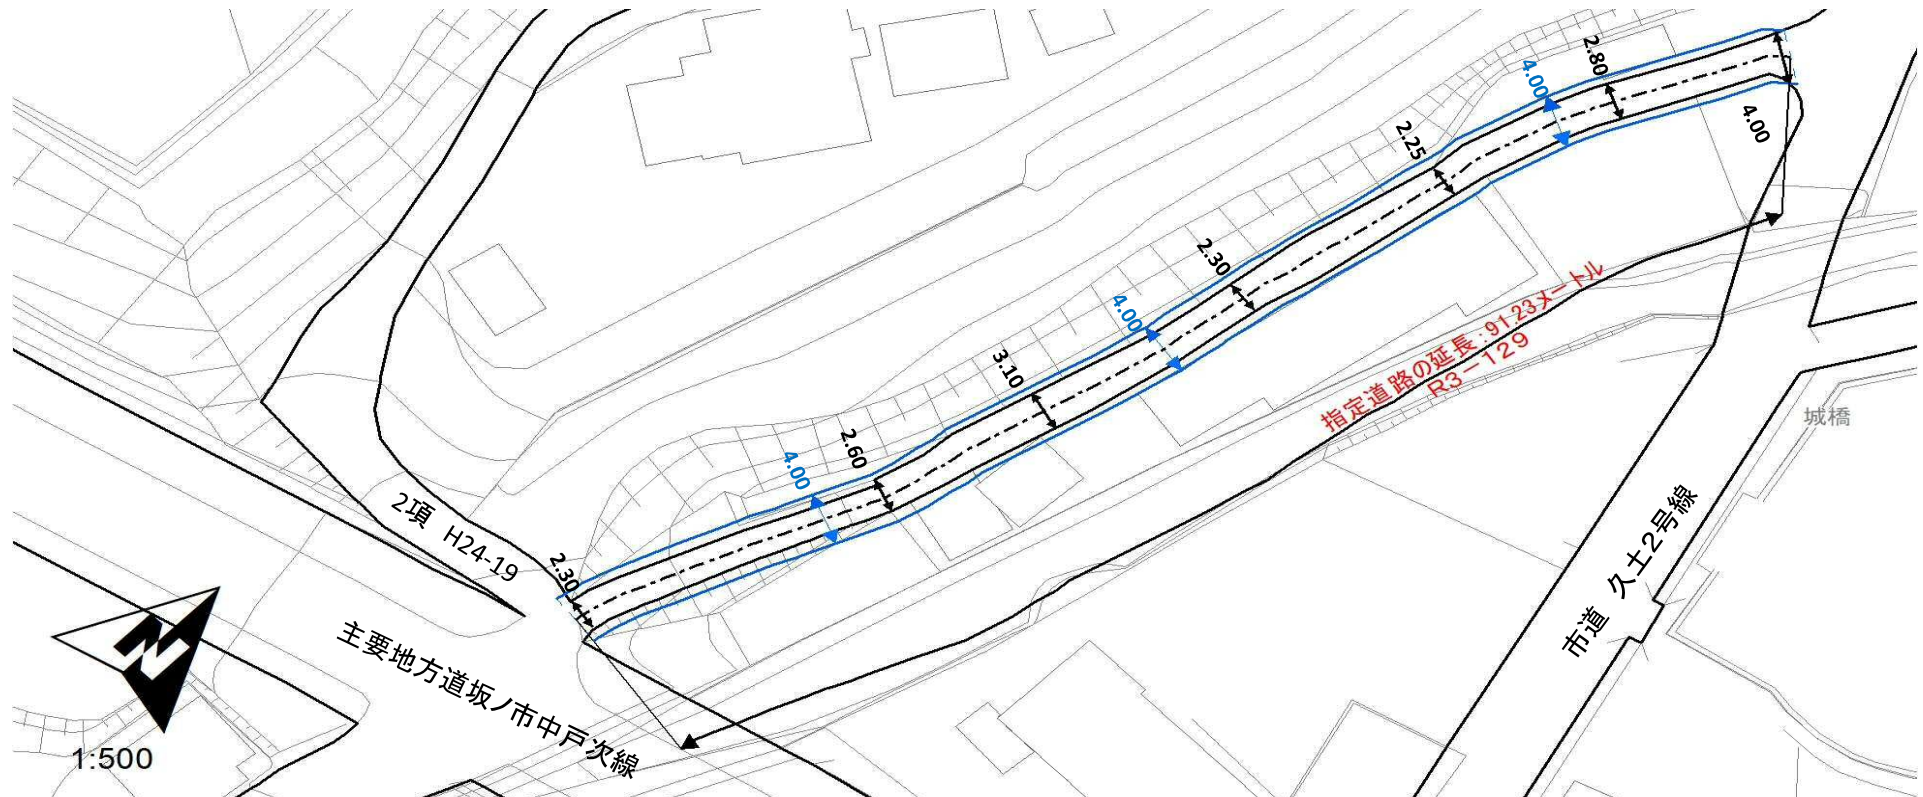 2.80
4.00
4.00
2.25
2.30
4.00
3.10
2.60
4.00
2.30
指定道路の延長：91.23メートル
R3－129
城橋
2項 H24-19
市道 久土2号線
主要地方道坂ノ市中戸次線
N
1:500